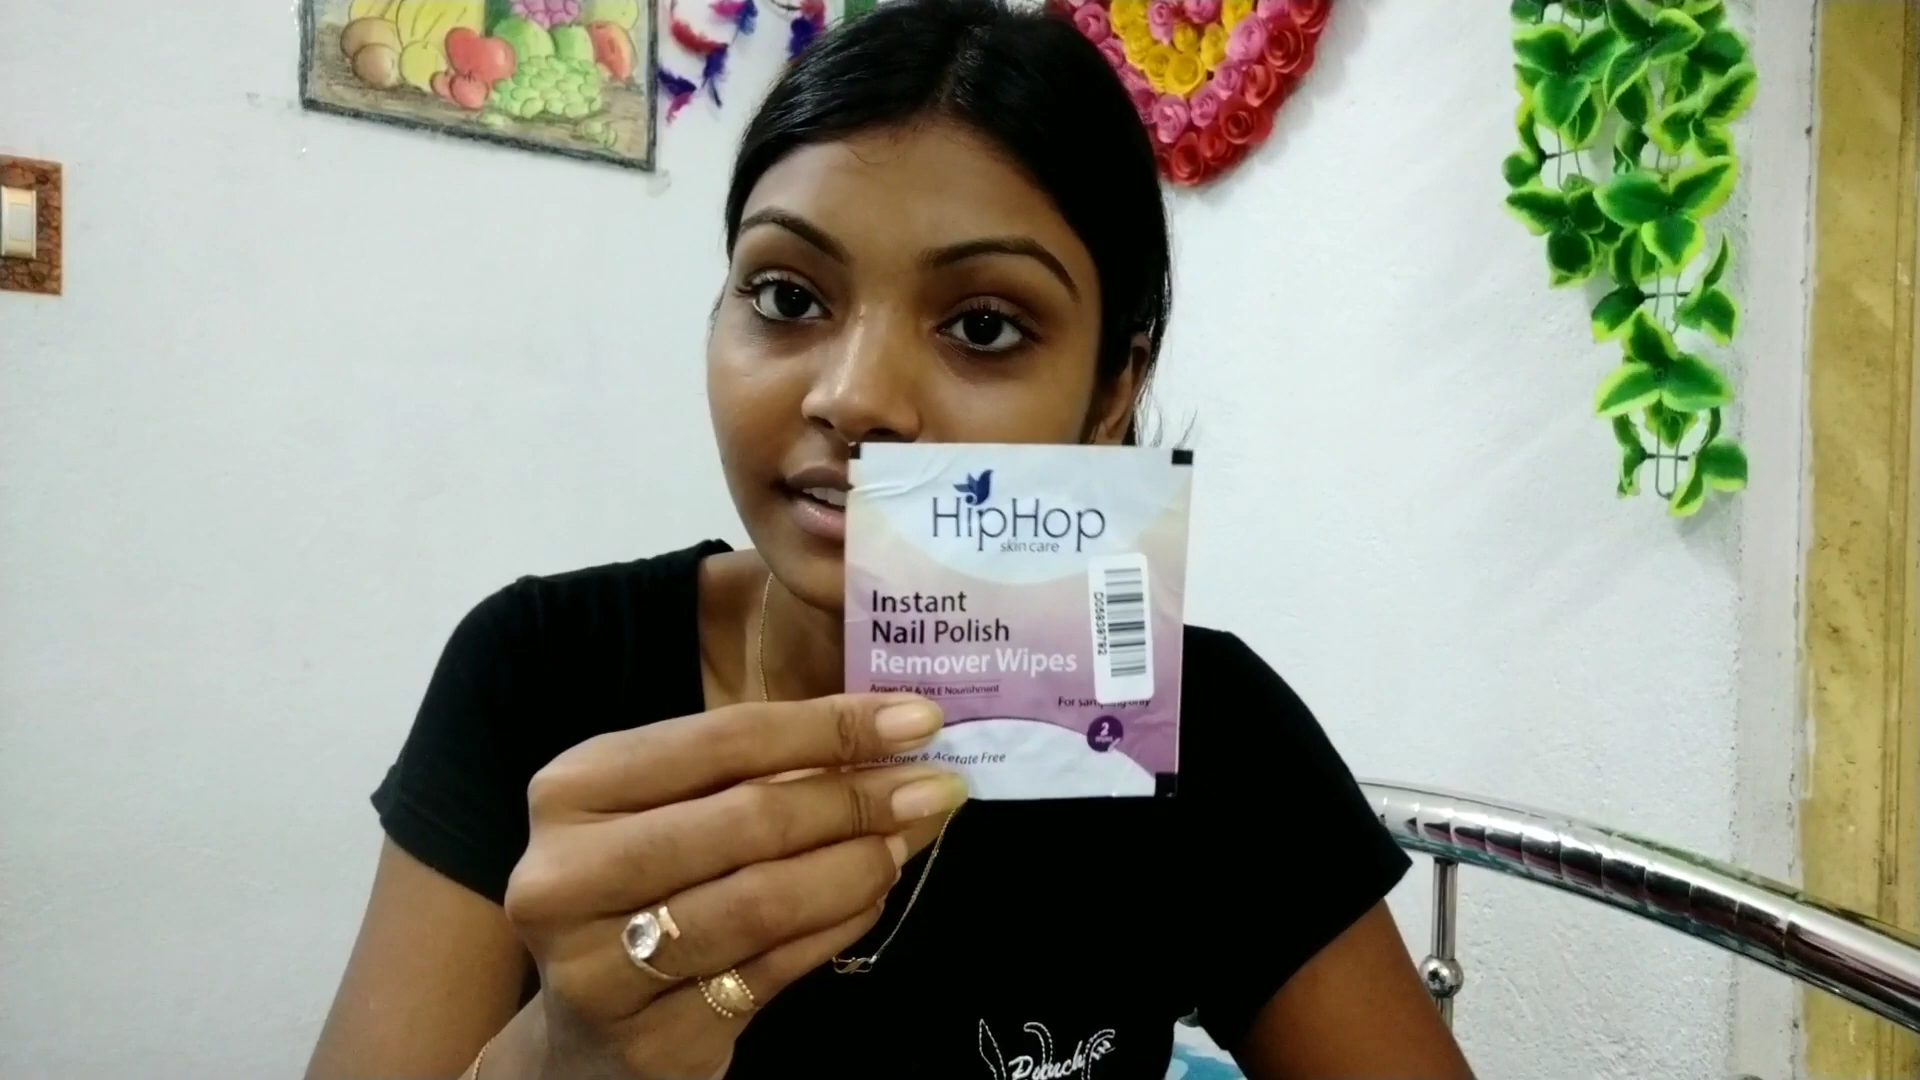 HipHop
skin care
Instant
Nail Polish
Remover Wipes
Argan Oil & Vit E Nourishment
For sampling only
2
Acetone & Acetate Free
Punch